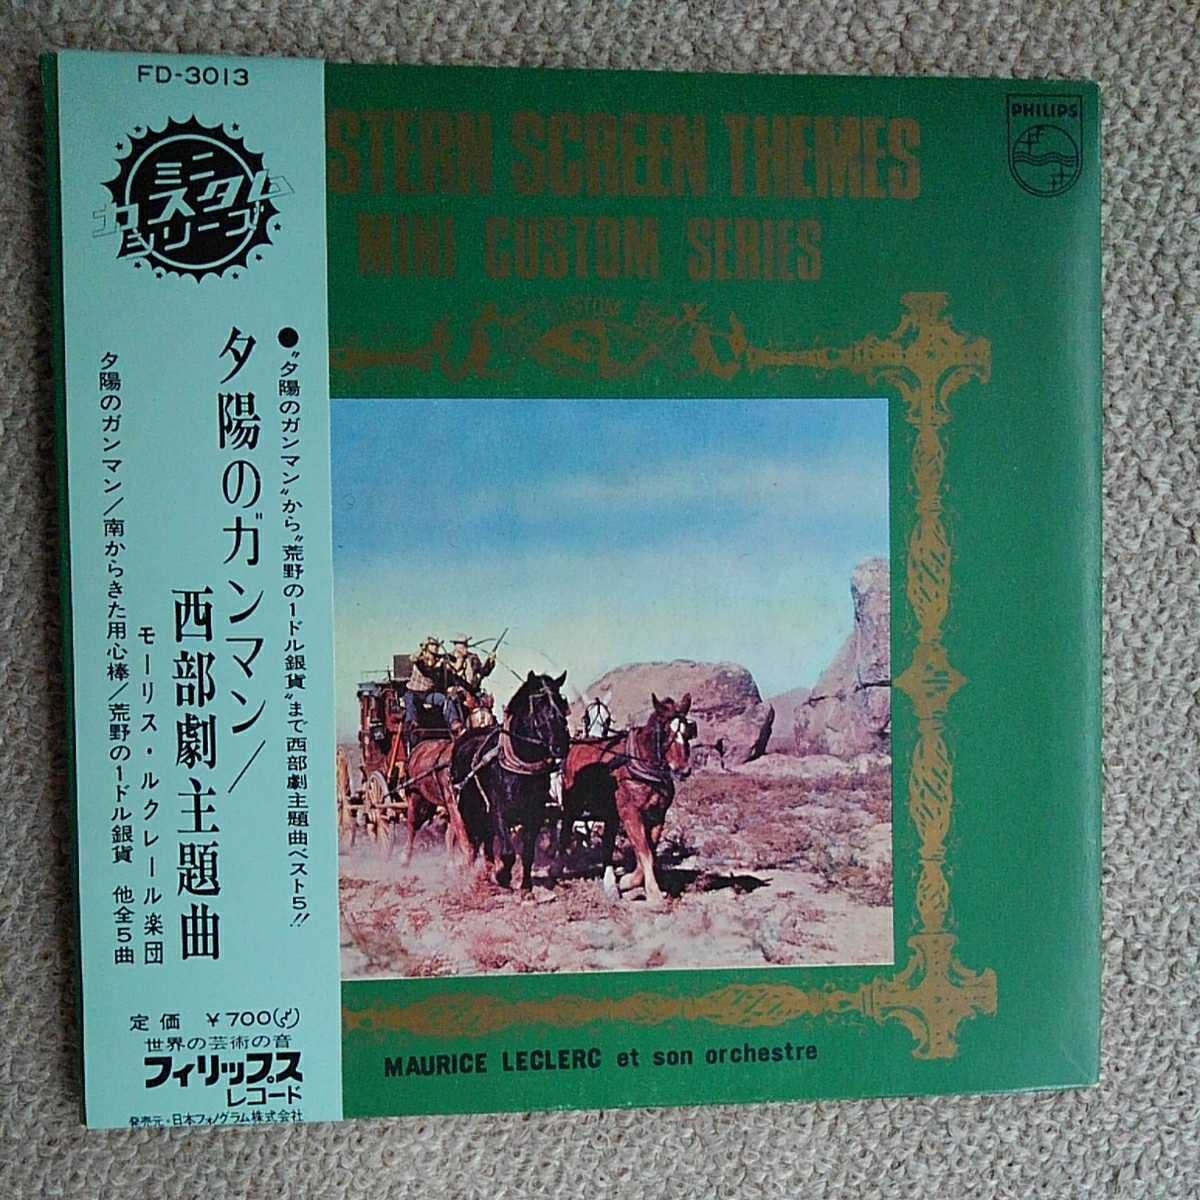 FD-3013
ミニ
カスタム
シリーズ
●“夕陽のガンマン”から“荒野の1ドル銀貨”まで西部劇主題曲ベスト5!!
夕陽のガンマン/
西部劇主題曲
モーリス・ルクレール楽団
夕陽のガンマン/南からきた用心棒/荒野の1ドル銀貨 他全5曲
定価 ¥700
世界の芸術の音
フィリップス
レコード
発売元・日本フォノグラム株式会社
STERN SCREEN THEMES
MINI CUSTOM SERIES
PHILIPS
MAURICE LECLERC et son orchestre